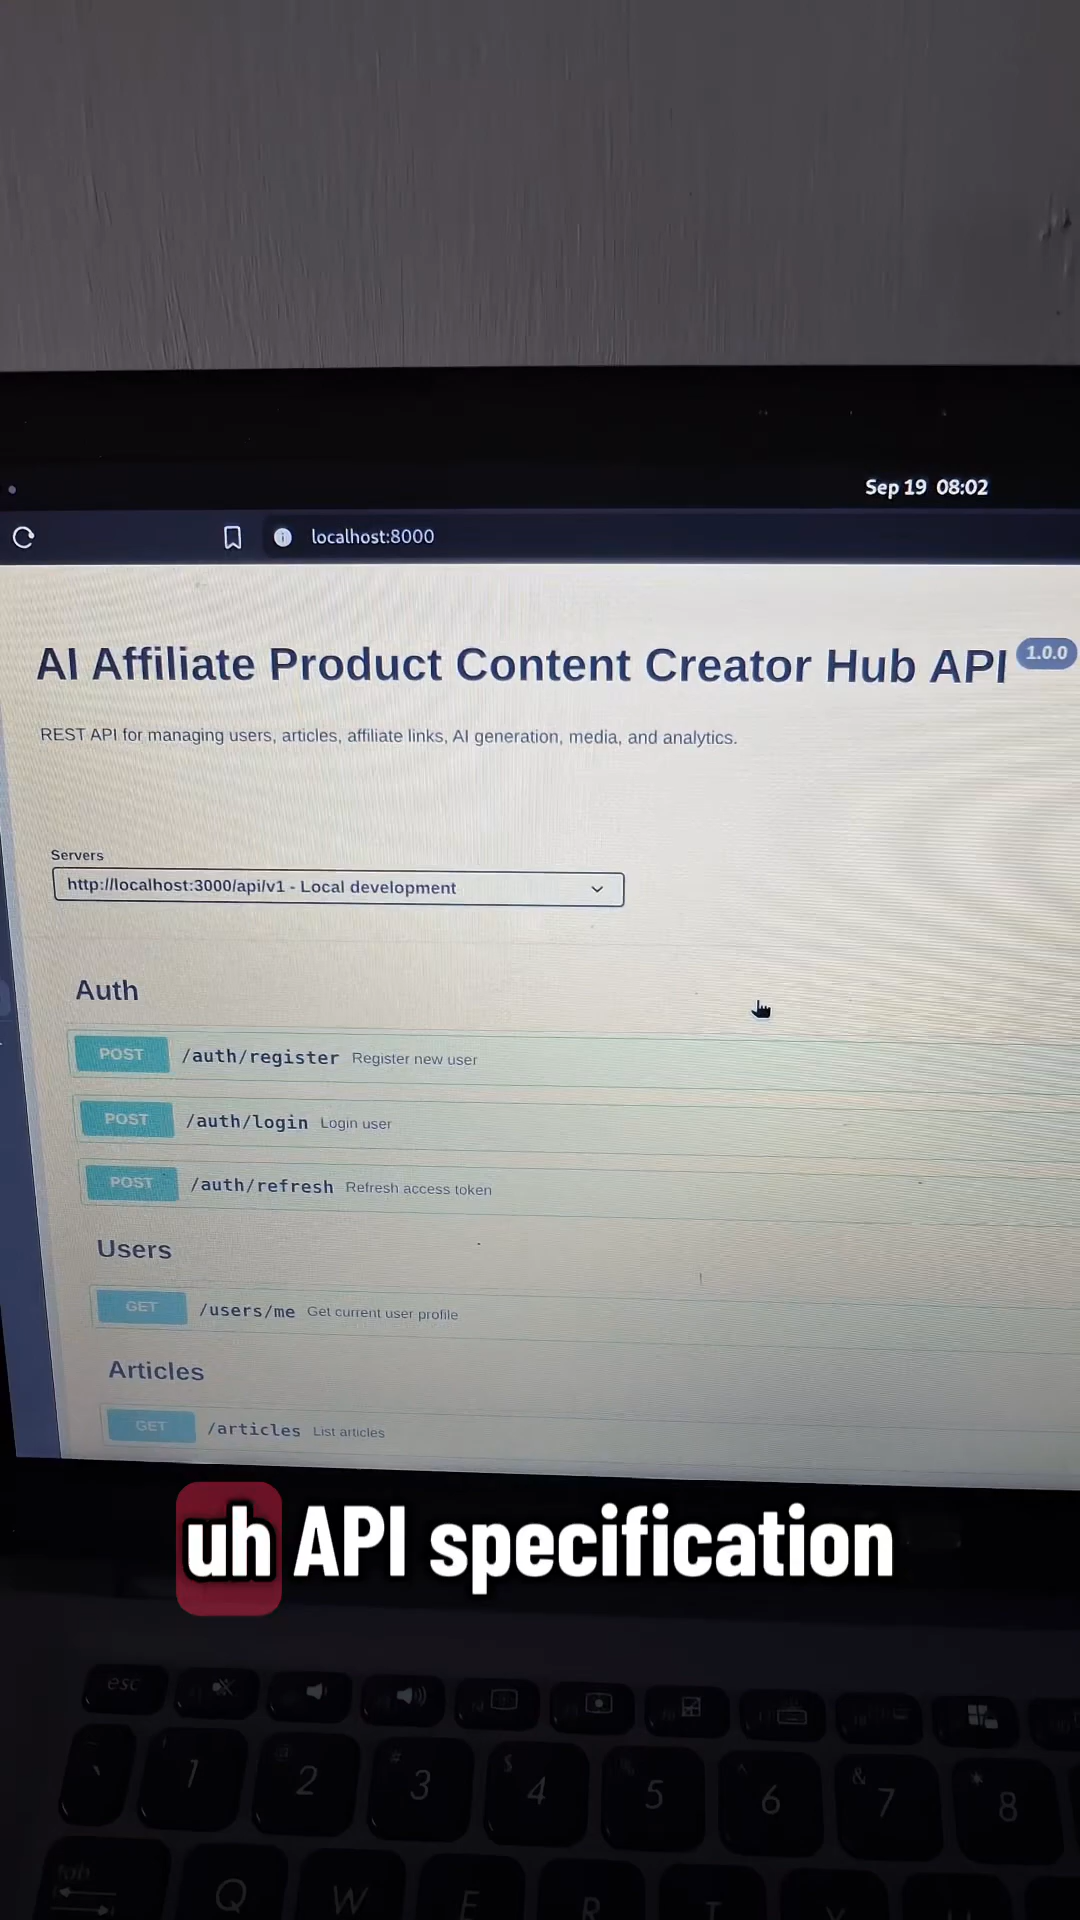 Sep 19 08:02
localhost:8000
AI Affiliate Product Content Creator Hub API 1.0.0
REST API for managing users, articles, affiliate links, AI generation, media, and analytics.
Servers
http://localhost:3000/api/v1 - Local development
Auth
POST /auth/register Register new user
POST /auth/login Login user
POST /auth/refresh Refresh access token
Users
GET /users/me Get current user profile
Articles
GET /articles List articles
uh API specification
esc
1 2 3 4 5 6 7 8
# $ ^ & *
tab Q W E R T Y